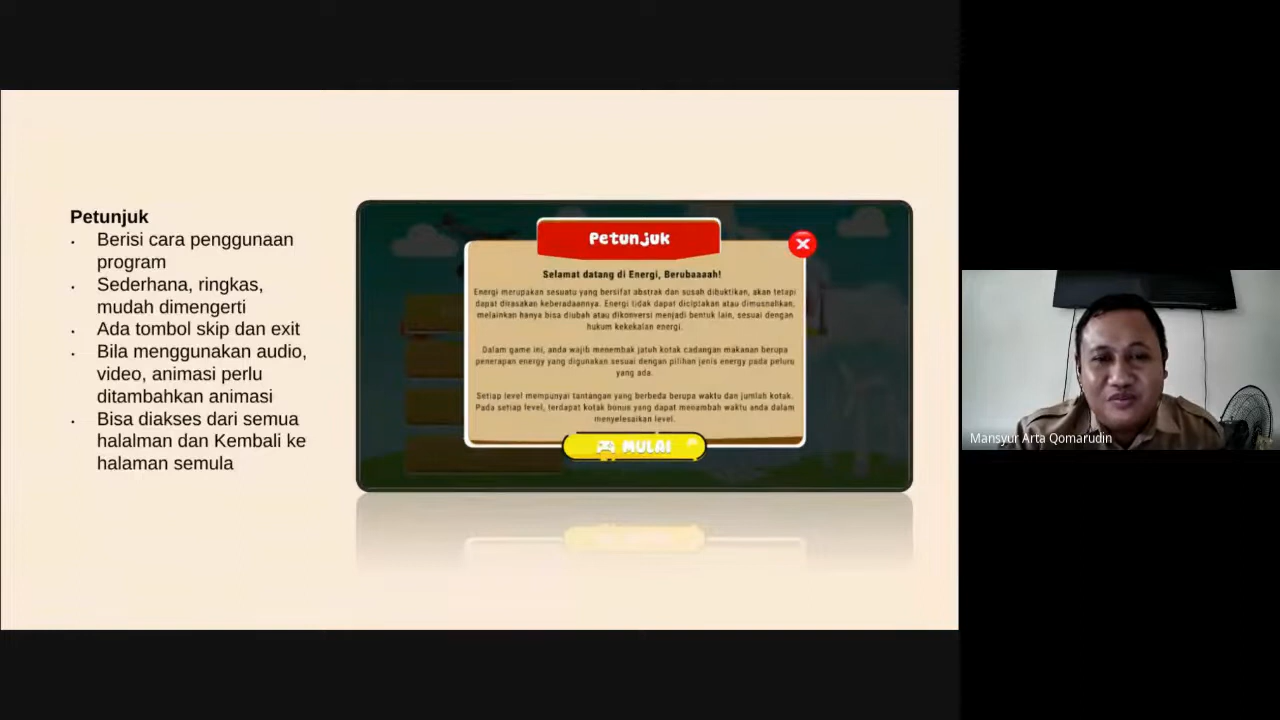 Petunjuk
• Berisi cara penggunaan
program
• Sederhana, ringkas,
mudah dimengerti
• Ada tombol skip dan exit
• Bila menggunakan audio,
video, animasi perlu
ditambahkan animasi
• Bisa diakses dari semua
halalman dan Kembali ke
halaman semula
Petunjuk
Selamat datang di Energi, Berubaaaah!
Energi merupakan sesuatu yang bersifat abstrak dan susah dibuktikan, akan tetapi
dapat dirasakan keberadaannya. Energi tidak dapat diciptakan atau dimusnahkan,
melainkan hanya bisa diubah atau dikonversi menjadi bentuk lain, sesuai dengan
hukum kekekalan energi.
Dalam game ini, anda wajib menembak jatuh kotak cadangan makanan berupa
penerapan energy yang digunakan sesuai dengan pilihan jenis energy pada peluru
yang ada.
Setiap level mempunyai tantangan yang berbeda berupa waktu dan jumlah kotak.
Pada setiap level, terdapat kotak bonus yang dapat menambah waktu anda dalam
menyelesaikan level.
MULAI
Mansyur Arta Qomarudin